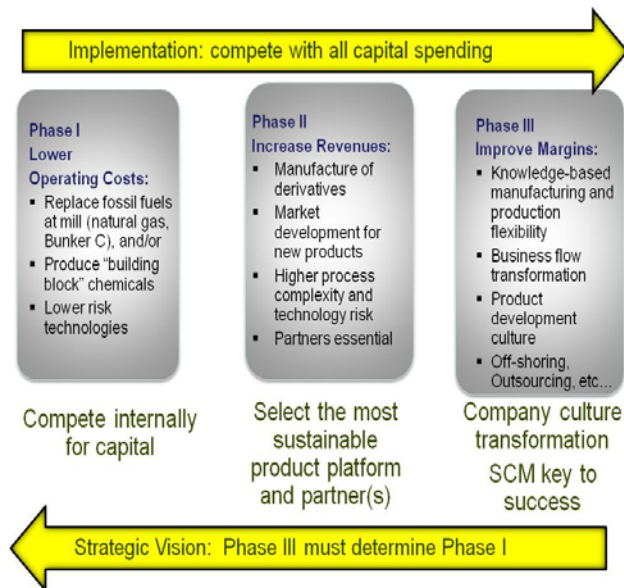 Implementation: compete with all capital spending
Phase I
Lower
Operating Costs:
▪ Replace fossil fuels
at mill (natural gas,
Bunker C), and/or
▪ Produce “building
block” chemicals
▪ Lower risk
technologies
Compete internally
for capital
Phase II
Increase Revenues:
▪ Manufacture of
derivatives
▪ Market
development for
new products
▪ Higher process
complexity and
technology risk
▪ Partners essential
Select the most
sustainable
product platform
and partner(s)
Phase III
Improve Margins:
▪ Knowledge-based
manufacturing and
production
flexibility
▪ Business flow
transformation
▪ Product
development
culture
▪ Off-shoring,
Outsourcing, etc...
Company culture
transformation
SCM key to
success
Strategic Vision: Phase III must determine Phase I